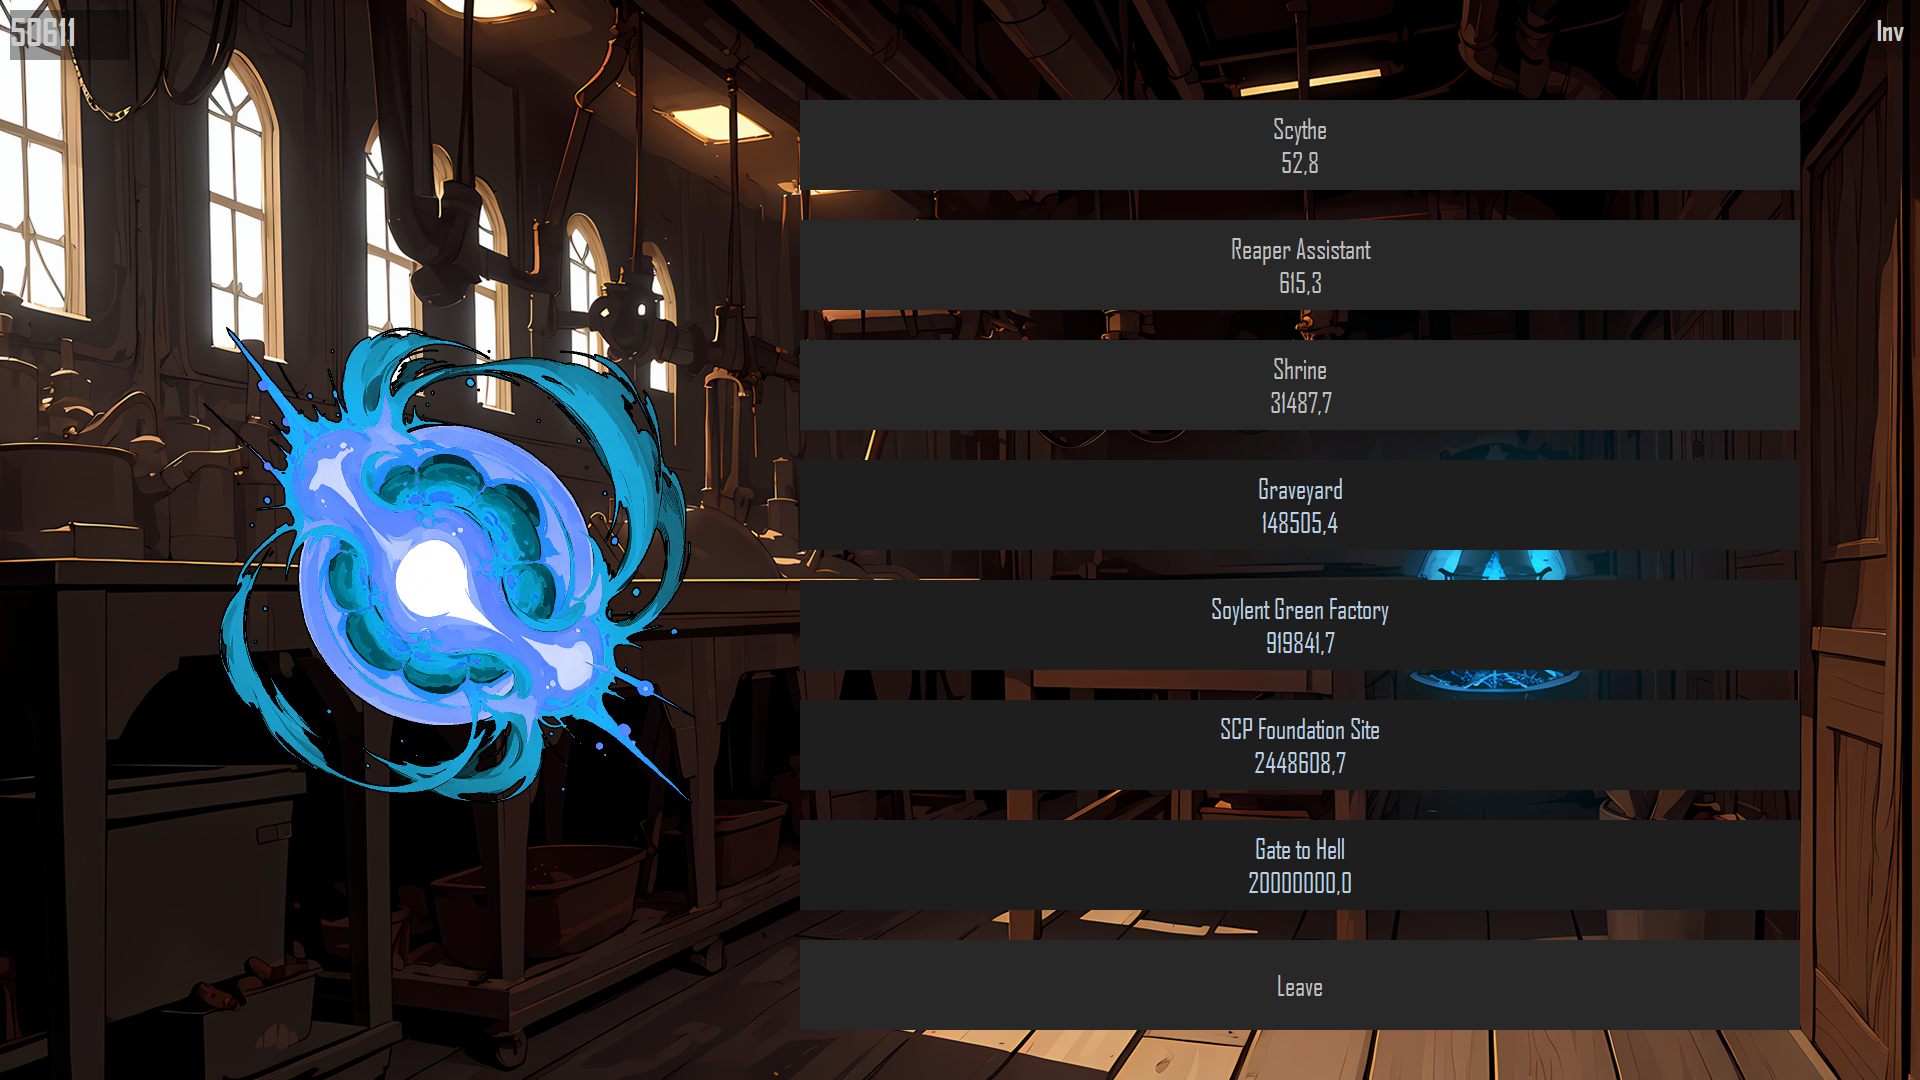 50611
Inv
Scythe
52,8
Reaper Assistant
615,3
Shrine
31487,7
Graveyard
148505,4
Soylent Green Factory
919841,7
SCP Foundation Site
2448608,7
Gate to Hell
20000000,0
Leave